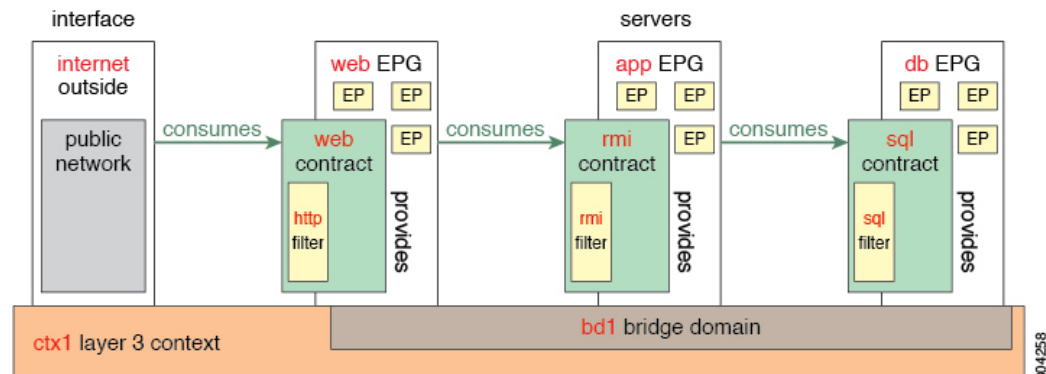 interface
servers
internet
outside
web EPG
app EPG
db EPG
EP EP
EP EP
EP EP
public
network
consumes
web
contract
EP
consumes
rmi
contract
EP
consumes
sql
contract
EP
http
filter
provides
rmi
filter
provides
sql
filter
provides
ctx1 layer 3 context
bd1 bridge domain
04258